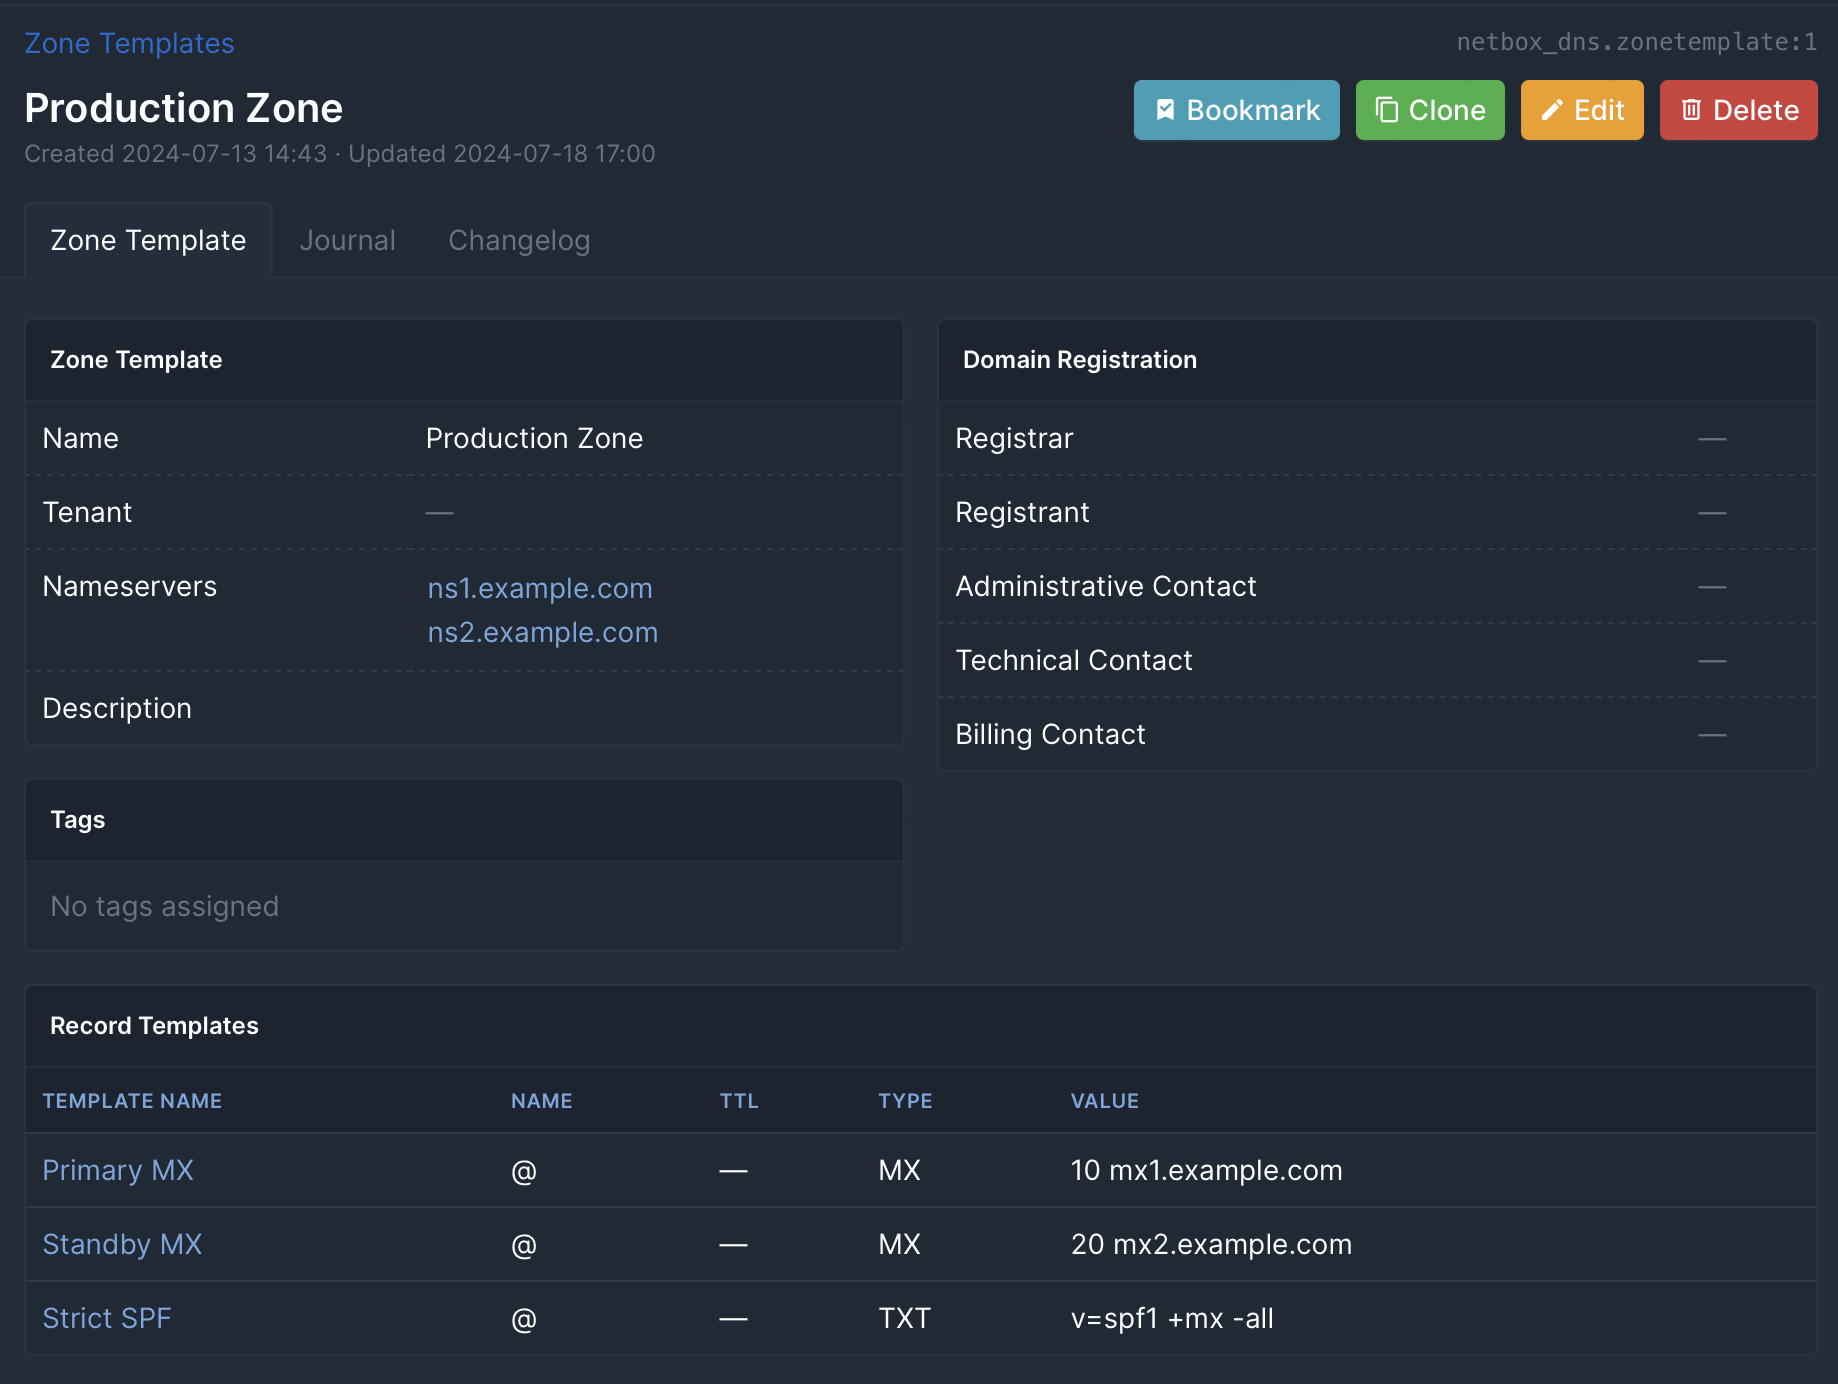 Zone Templates
netbox_dns.zonetemplate:1
Production Zone
Bookmark Clone Edit Delete
Created 2024-07-13 14:43 · Updated 2024-07-18 17:00
Zone Template Journal Changelog
Zone Template
Name Production Zone
Tenant —
Nameservers ns1.example.com
ns2.example.com
Description
Domain Registration
Registrar —
Registrant —
Administrative Contact —
Technical Contact —
Billing Contact —
Tags
No tags assigned
Record Templates
TEMPLATE NAME NAME TTL TYPE VALUE
Primary MX @ — MX 10 mx1.example.com
Standby MX @ — MX 20 mx2.example.com
Strict SPF @ — TXT v=spf1 +mx -all